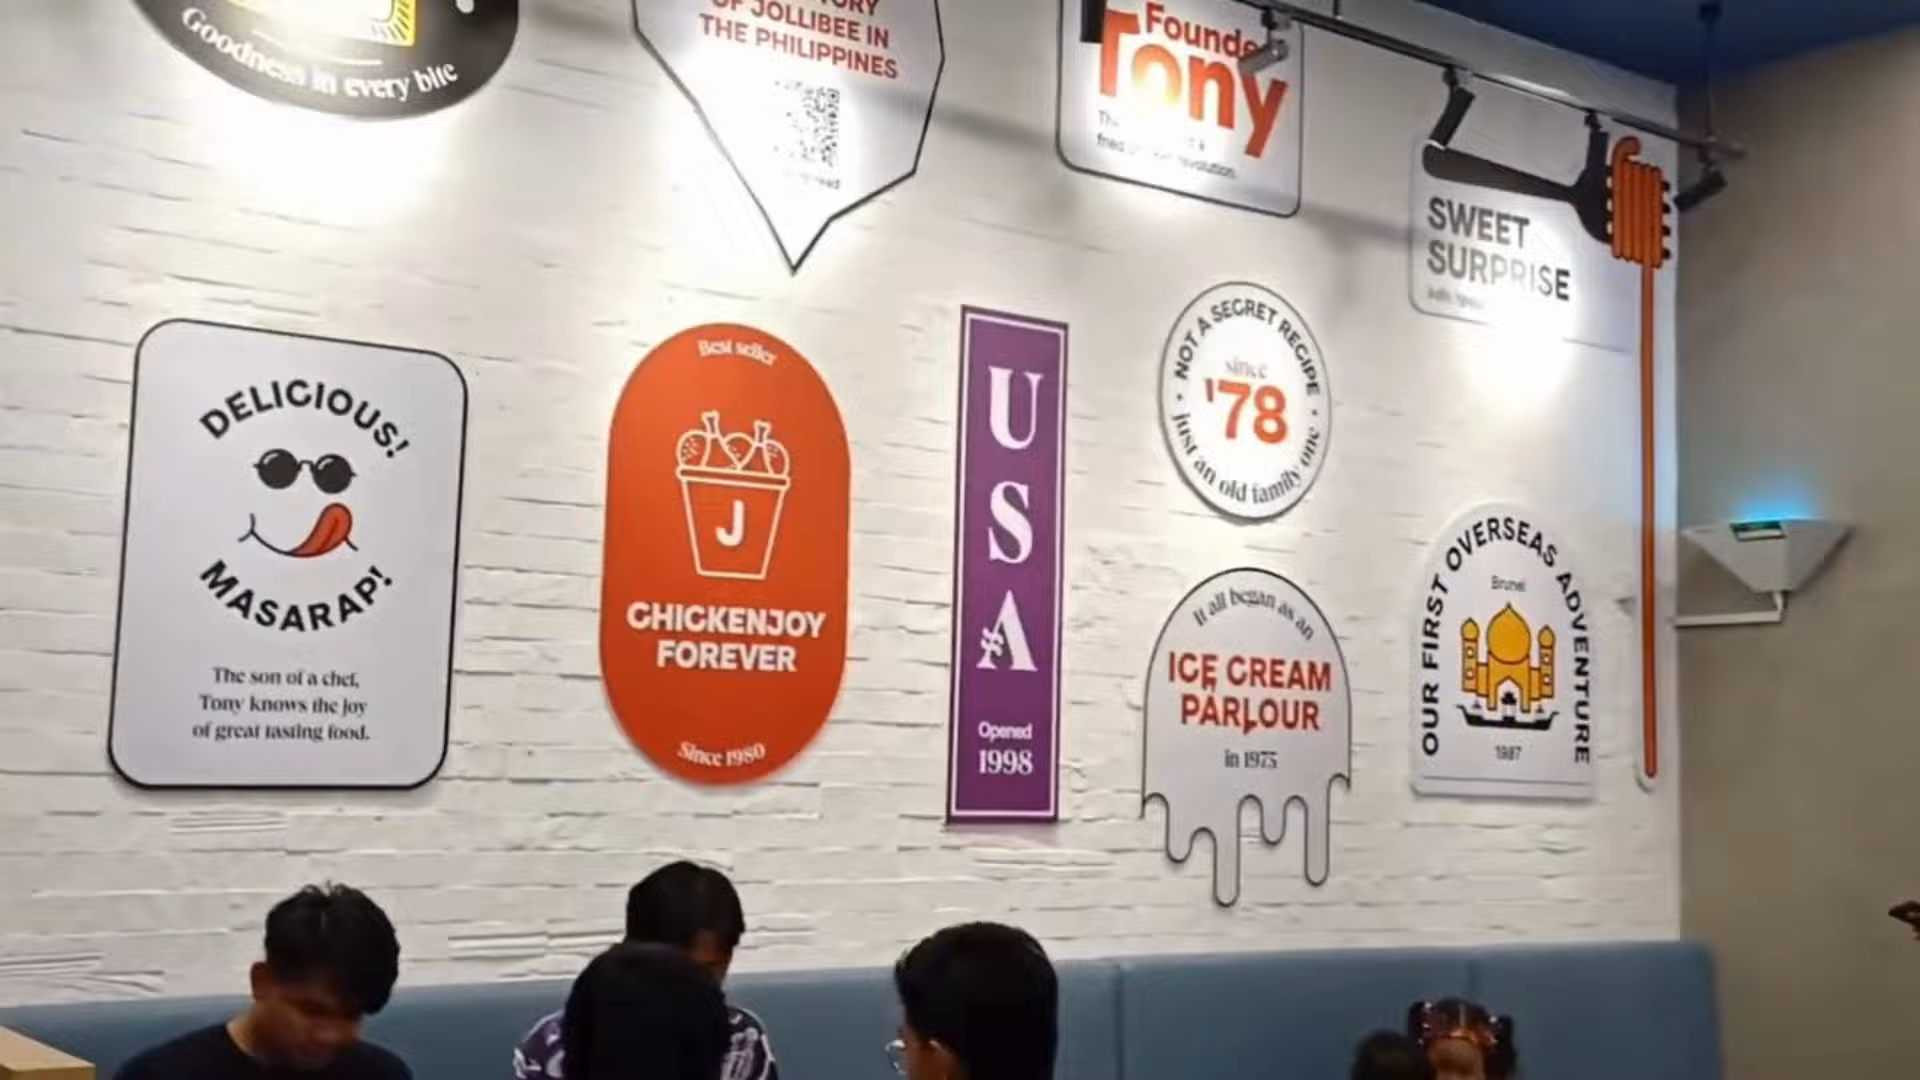 Goodness in every bite
OF JOLLIBEE IN
THE PHILIPPINES
Tony
SWEET
SURPRISE
DELICIOUS!
MASARAP!
The son of a chef,
Tony knows the joy
of great tasting food.
Best seller
J
CHICKENJOY
FOREVER
Since 1980
USA
Opened
1998
NOT A SECRET RECIPE
since
'78
just an old family one
It all began as an
ICE CREAM
PARLOUR
in 1975
OUR FIRST OVERSEAS ADVENTURE
Brunei
1987